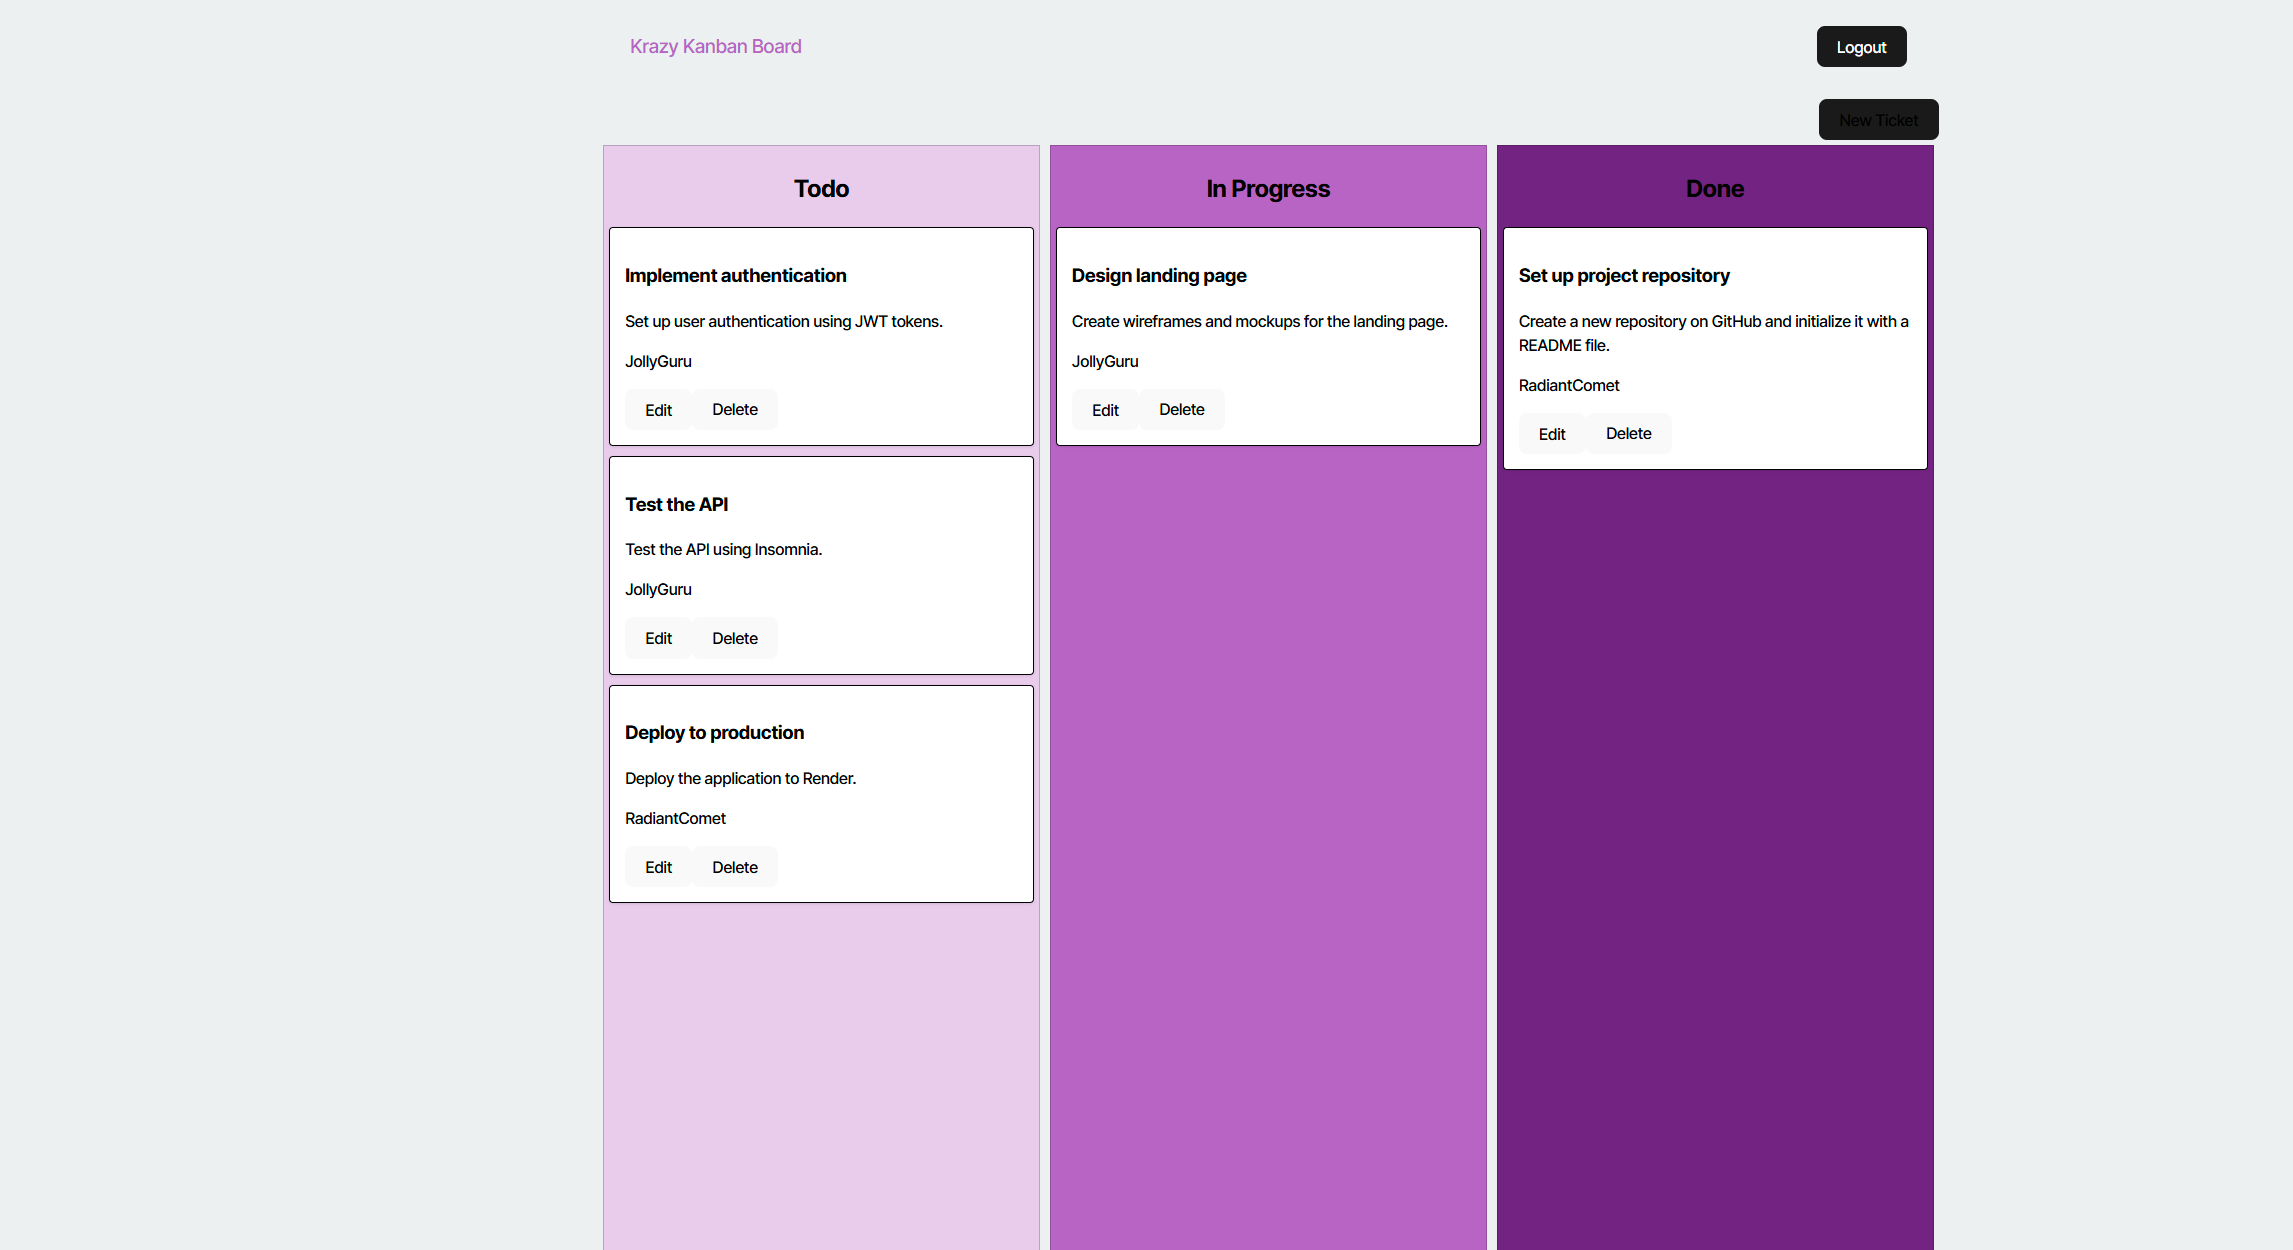 Krazy Kanban Board
Logout
New Ticket
Todo
Implement authentication
Set up user authentication using JWT tokens.
JollyGuru
Edit Delete
Test the API
Test the API using Insomnia.
JollyGuru
Edit Delete
Deploy to production
Deploy the application to Render.
RadiantComet
Edit Delete
In Progress
Design landing page
Create wireframes and mockups for the landing page.
JollyGuru
Edit Delete
Done
Set up project repository
Create a new repository on GitHub and initialize it with a
README file.
RadiantComet
Edit Delete